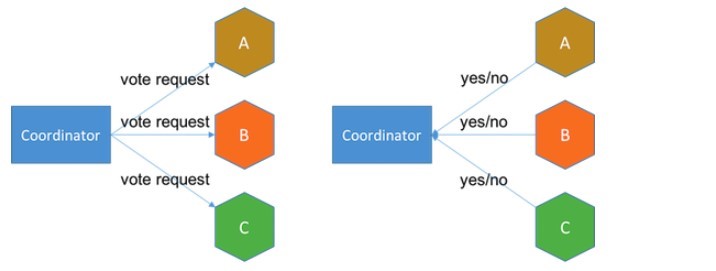 A
vote request
vote request
Coordinator
B
vote request
C
A
yes/no
yes/no
Coordinator
B
yes/no
C